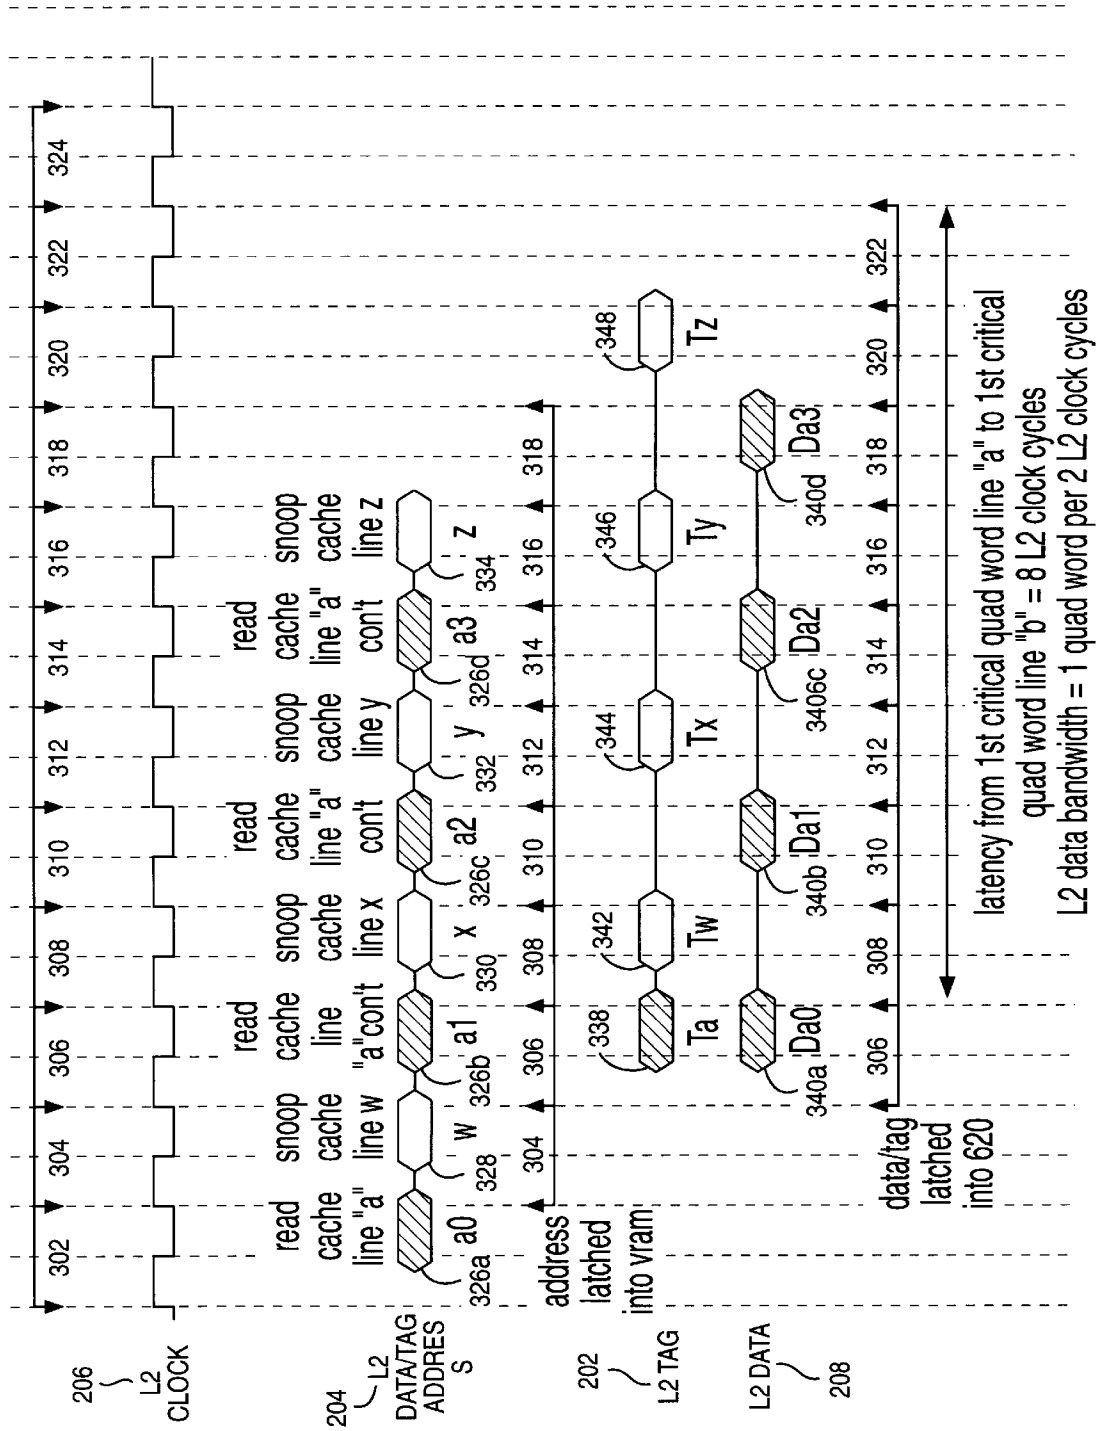 206
L2
CLOCK
302
304
306
308
310
312
314
316
318
320
322
324
204
L2
DATA/TAG
ADDRES
S
read
cache
line "a"
a0
326a
snoop
cache
line w
w
328
read
cache
line
"a"con't
a1
326b
snoop
cache
line x
x
330
read
cache
line "a"
con't
a2
326c
snoop
cache
line y
y
332
read
cache
line "a"
con't
a3
326d
snoop
cache
line z
z
334
address
latched
into vram
304
306
308
310
312
314
316
318
202
L2 TAG
338
Ta
342
Tw
344
Tx
346
Ty
348
Tz
L2 DATA
208
340a
Da0
340b
Da1
3406c
Da2
340d
Da3
data/tag
latched
into 620
306
308
310
312
314
316
318
320
322
latency from 1st critical quad word line "a" to 1st critical
quad word line "b" = 8 L2 clock cycles
L2 data bandwidth = 1 quad word per 2 L2 clock cycles